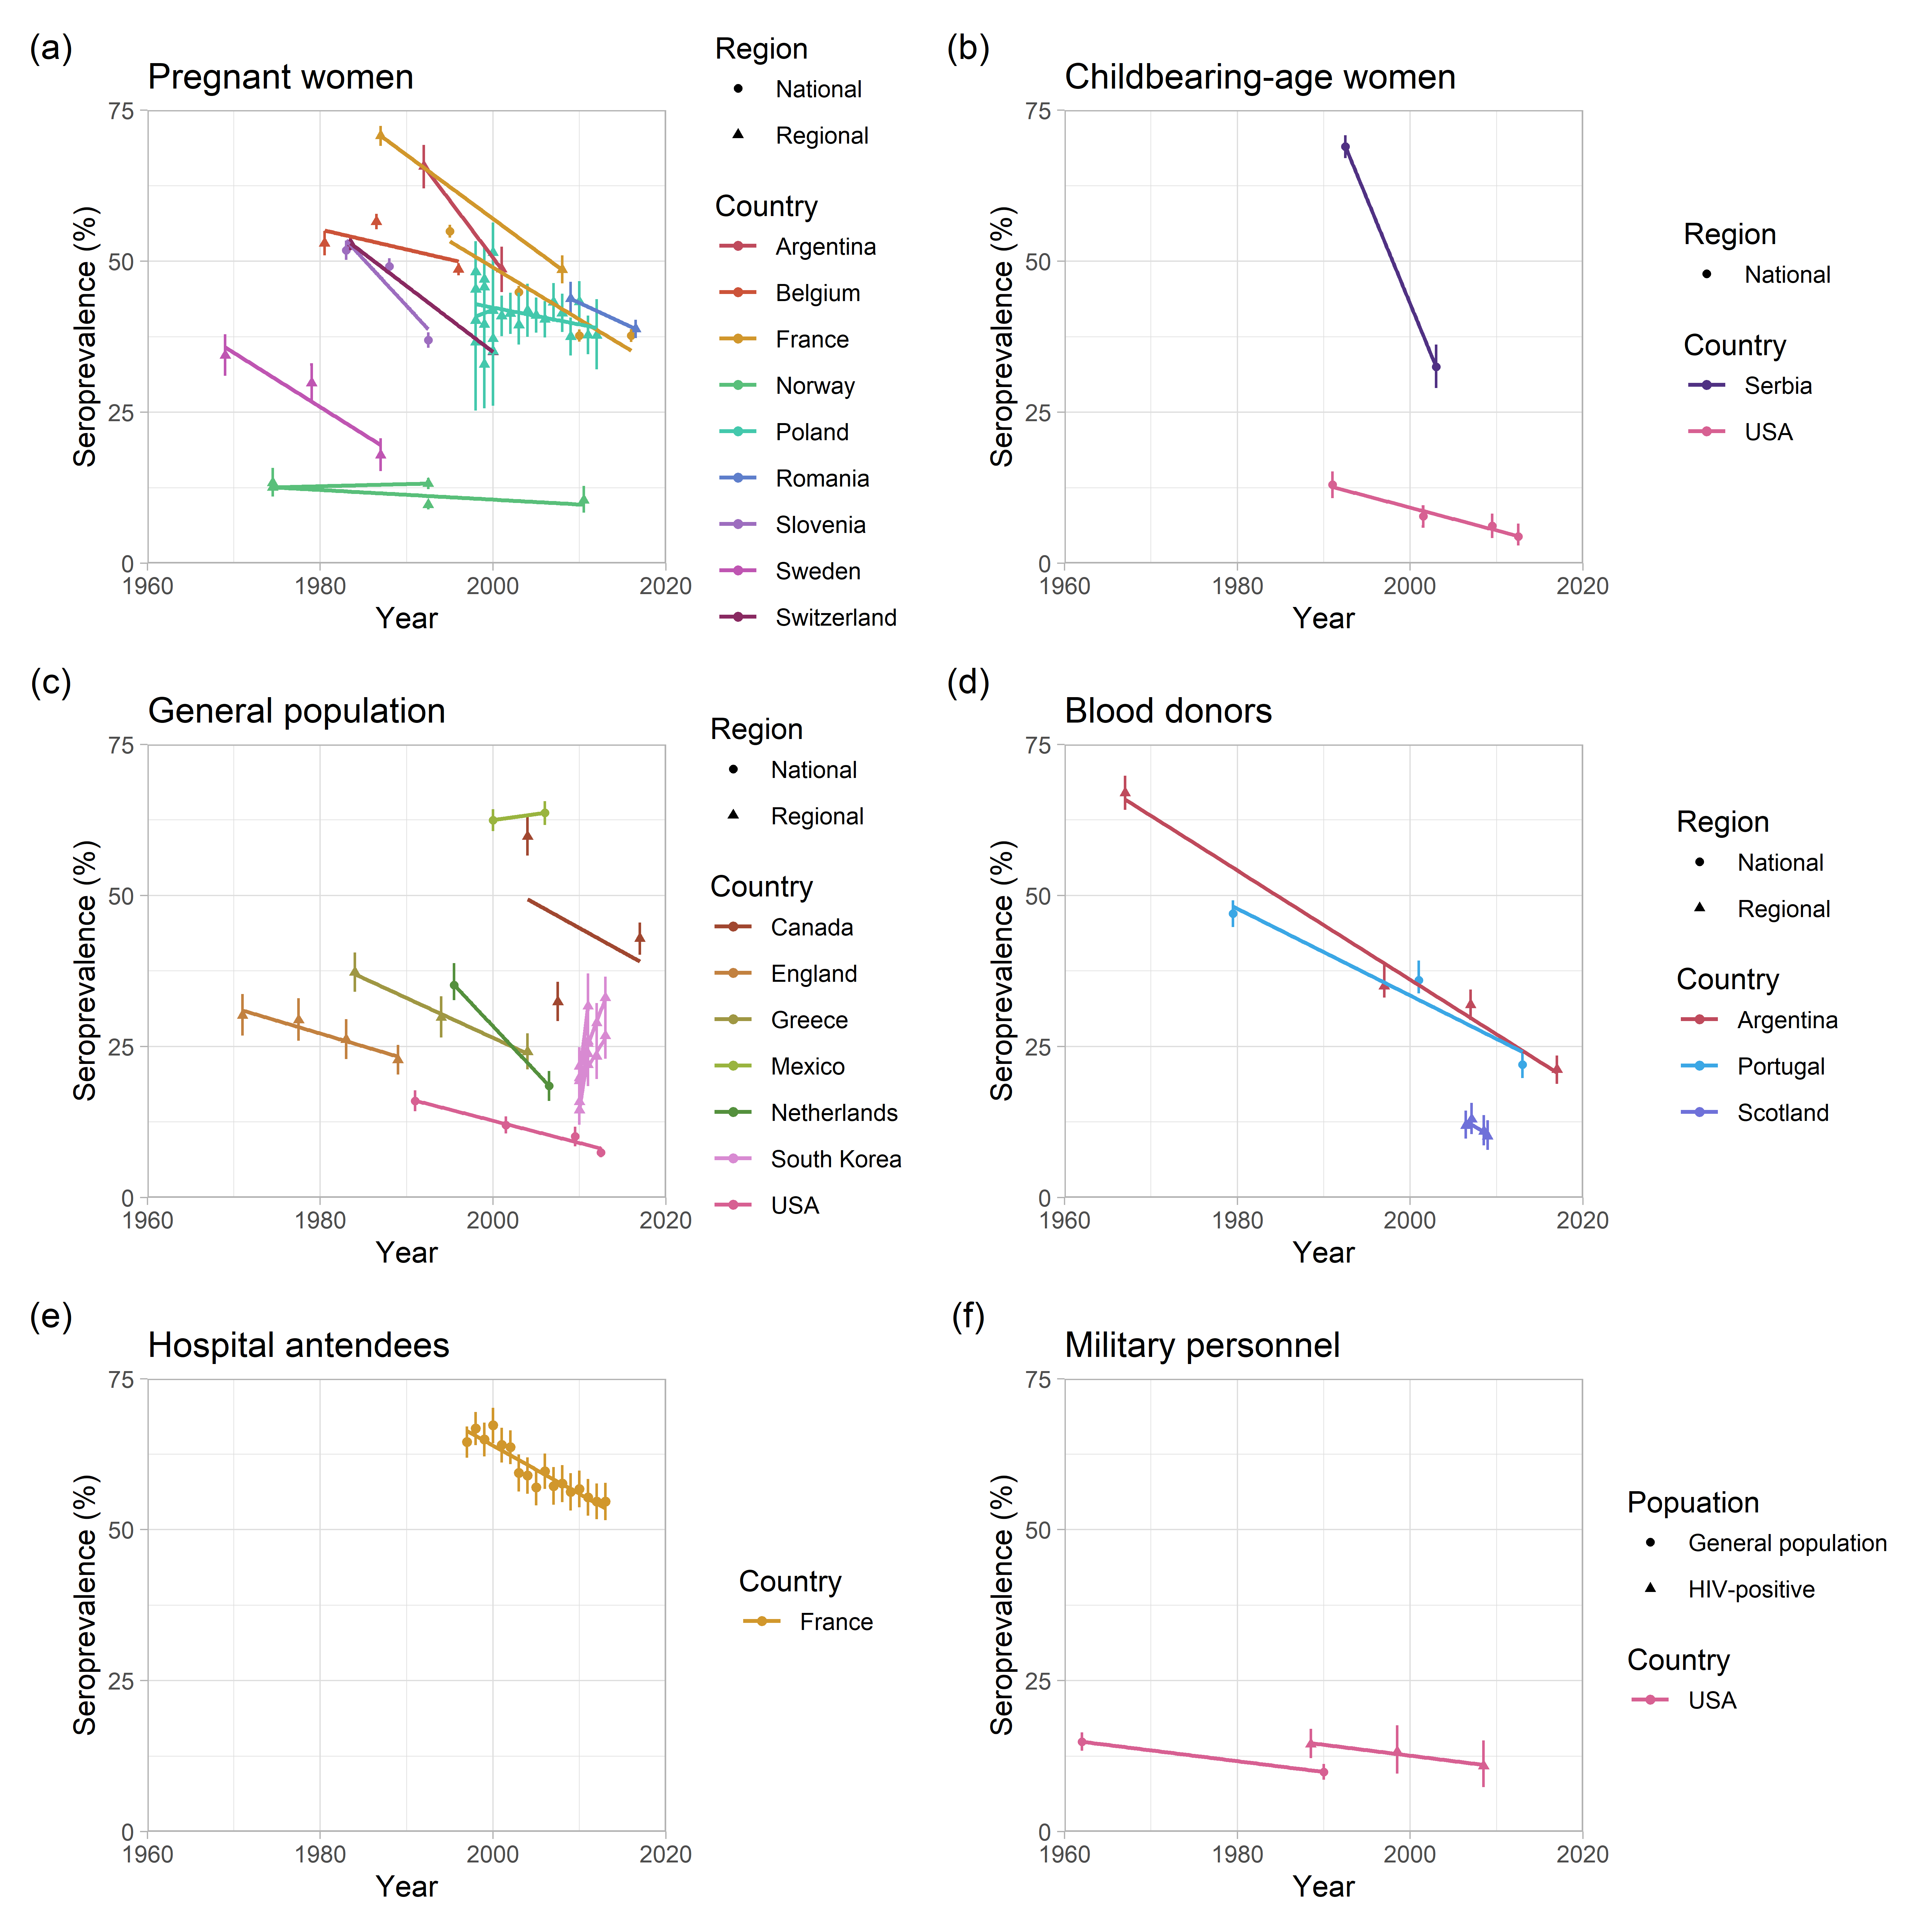 (a)
Pregnant women
75
50
25
0
1960
1980
2000
2020
Year
Seroprevalence (%)
Region
National
Regional
Country
Argentina
Belgium
France
Norway
Poland
Romania
Slovenia
Sweden
Switzerland
(b)
Childbearing-age women
75
50
25
0
1960
1980
2000
2020
Year
Seroprevalence (%)
Region
National
Country
Serbia
USA
(c)
General population
75
50
25
0
1960
1980
2000
2020
Year
Seroprevalence (%)
Region
National
Regional
Country
Canada
England
Greece
Mexico
Netherlands
South Korea
USA
(d)
Blood donors
75
50
25
0
1960
1980
2000
2020
Year
Seroprevalence (%)
Region
National
Regional
Country
Argentina
Portugal
Scotland
(e)
Hospital antendees
75
50
25
0
1960
1980
2000
2020
Year
Seroprevalence (%)
Country
France
(f)
Military personnel
75
50
25
0
1960
1980
2000
2020
Year
Seroprevalence (%)
Popuation
General population
HIV-positive
Country
USA